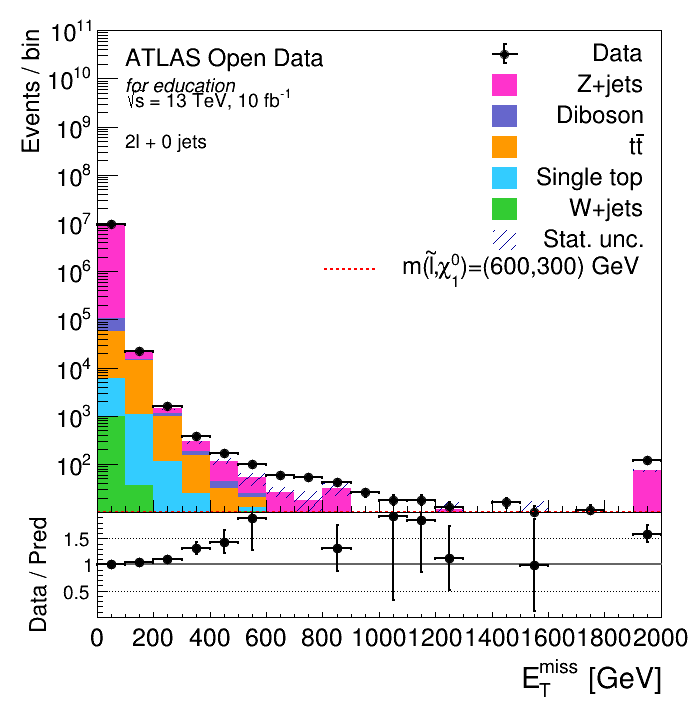 Events / bin
10^11
10^10
10^9
10^8
10^7
10^6
10^5
10^4
10^3
10^2
ATLAS Open Data
for education
√s = 13 TeV, 10 fb^-1
2l + 0 jets
Data
Z+jets
Diboson
tt̄
Single top
W+jets
Stat. unc.
m(l̃,χ₁⁰)=(600,300) GeV
Data / Pred
1.5
1
0.5
0 200 400 600 800 1000 1200 1400 1600 1800 2000
E_T^miss [GeV]